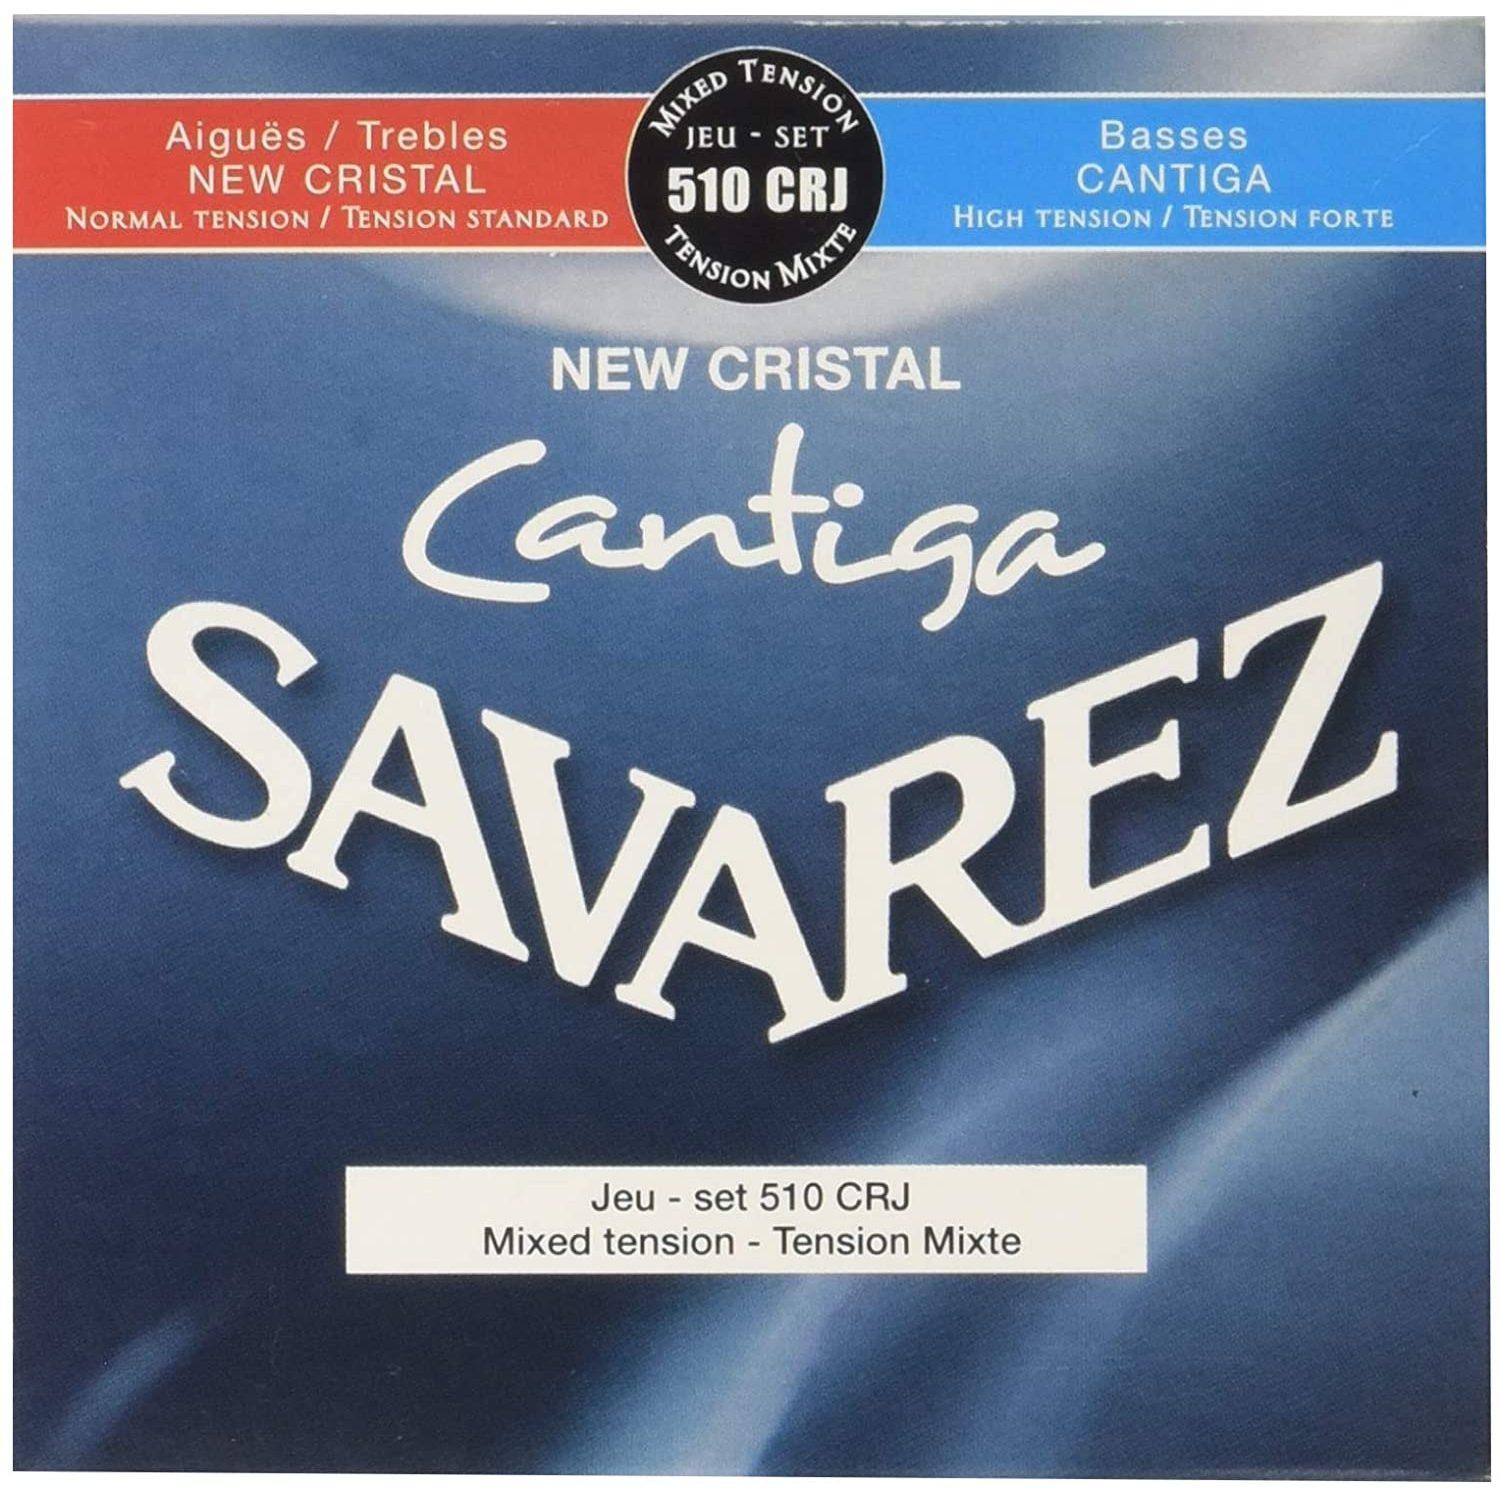 Aiguës / Trebles
NEW CRISTAL
NORMAL TENSION / TENSION STANDARD
MIXED TENSION
JEU - SET
510 CRJ
TENSION MIXTE
Basses
CANTIGA
HIGH TENSION / TENSION FORTE
NEW CRISTAL
Cantiga
SAVAREZ
Jeu - set 510 CRJ
Mixed tension - Tension Mixte